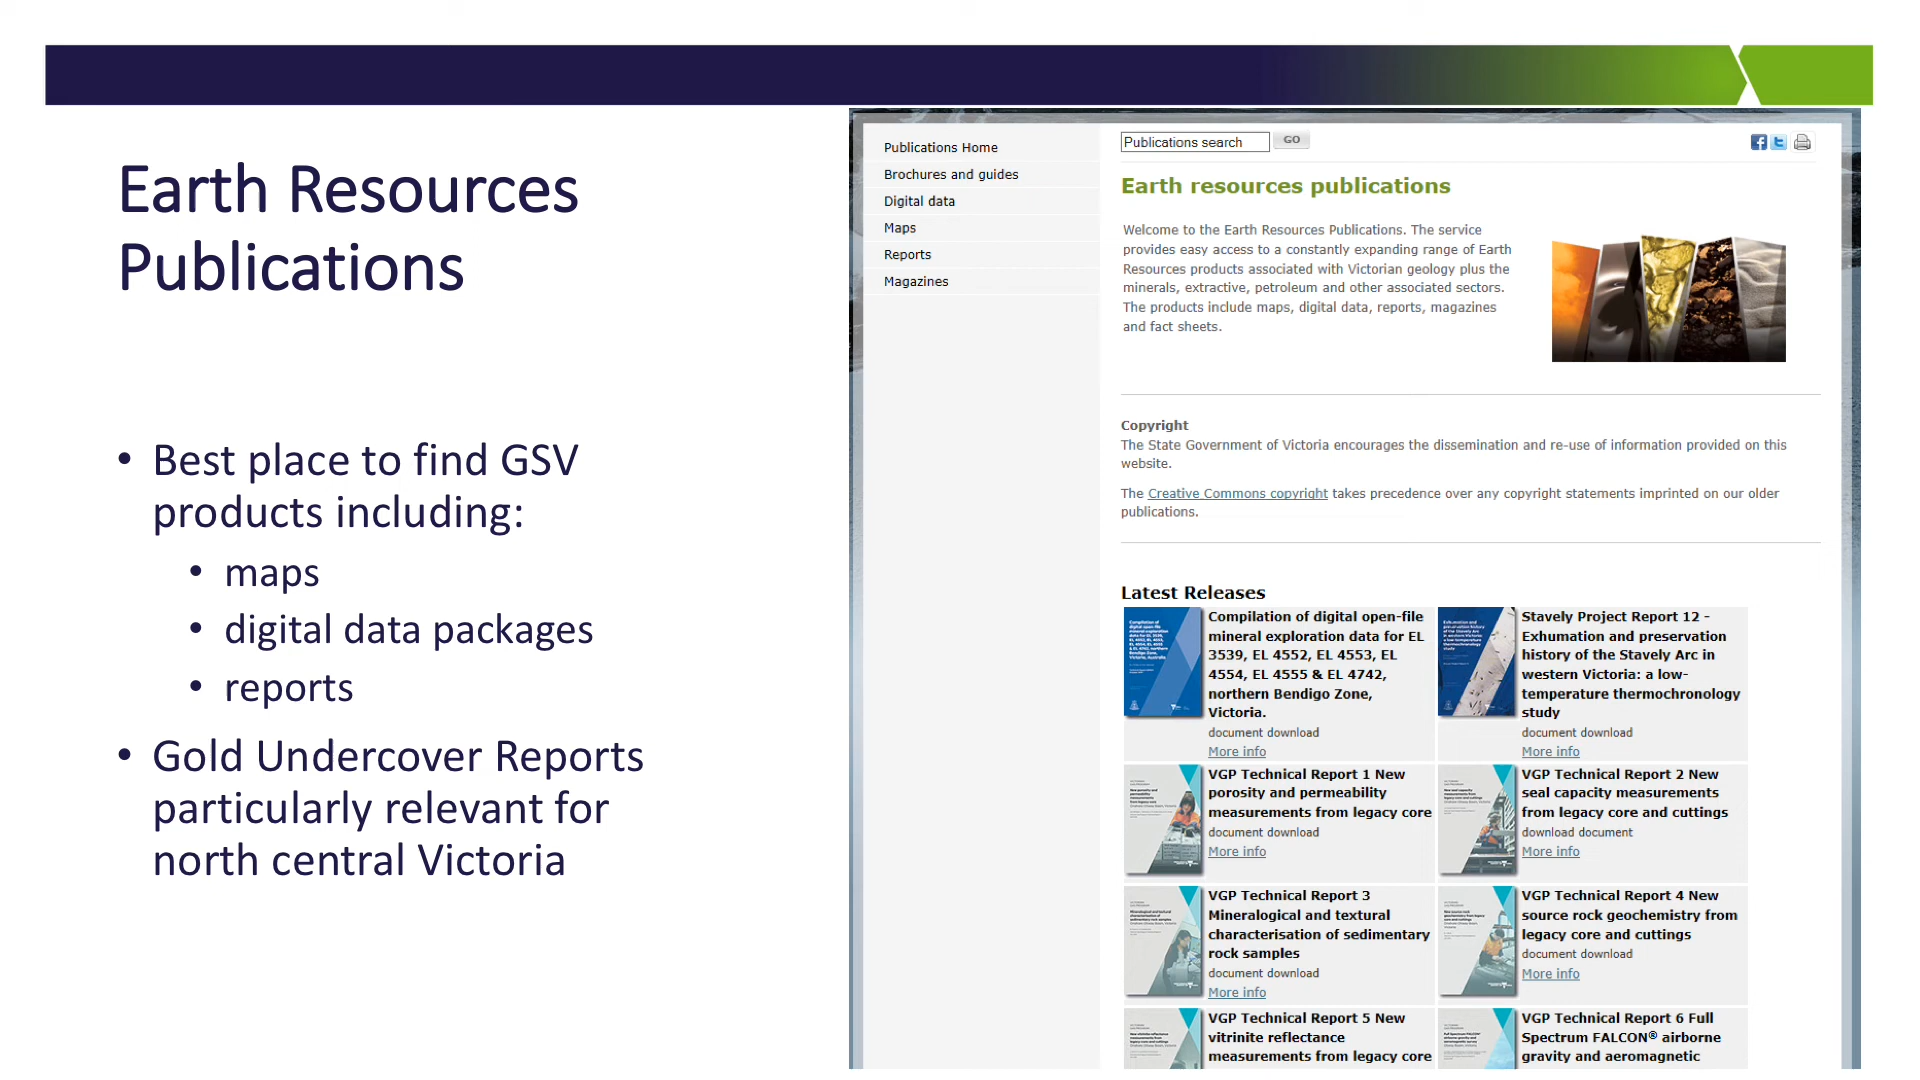 Earth Resources
Publications
• Best place to find GSV
products including:
• maps
• digital data packages
• reports
• Gold Undercover Reports
particularly relevant for
north central Victoria
Publications Home
Brochures and guides
Digital data
Maps
Reports
Magazines
Publications search
GO
Earth resources publications
Welcome to the Earth Resources Publications. The service
provides easy access to a constantly expanding range of Earth
Resources products associated with Victorian geology plus the
minerals, extractive, petroleum and other associated sectors.
The products include maps, digital data, reports, magazines
and fact sheets.
Copyright
The State Government of Victoria encourages the dissemination and re-use of information provided on this
website.
The Creative Commons copyright takes precedence over any copyright statements imprinted on our older
publications.
Latest Releases
Compilation of digital open-file
mineral exploration data for EL
3539, EL 4552, EL 4553, EL
4554, EL 4555 & EL 4742,
northern Bendigo Zone,
Victoria.
document download
More info
Stavely Project Report 12 -
Exhumation and preservation
history of the Stavely Arc in
western Victoria: a low-
temperature thermochronology
study
document download
More info
VGP Technical Report 1 New
porosity and permeability
measurements from legacy core
document download
More info
VGP Technical Report 2 New
seal capacity measurements
from legacy core and cuttings
download document
More info
VGP Technical Report 3
Mineralogical and textural
characterisation of sedimentary
rock samples
document download
More info
VGP Technical Report 4 New
source rock geochemistry from
legacy core and cuttings
document download
More info
VGP Technical Report 5 New
vitrinite reflectance
measurements from legacy core
VGP Technical Report 6 Full
Spectrum FALCON® airborne
gravity and aeromagnetic